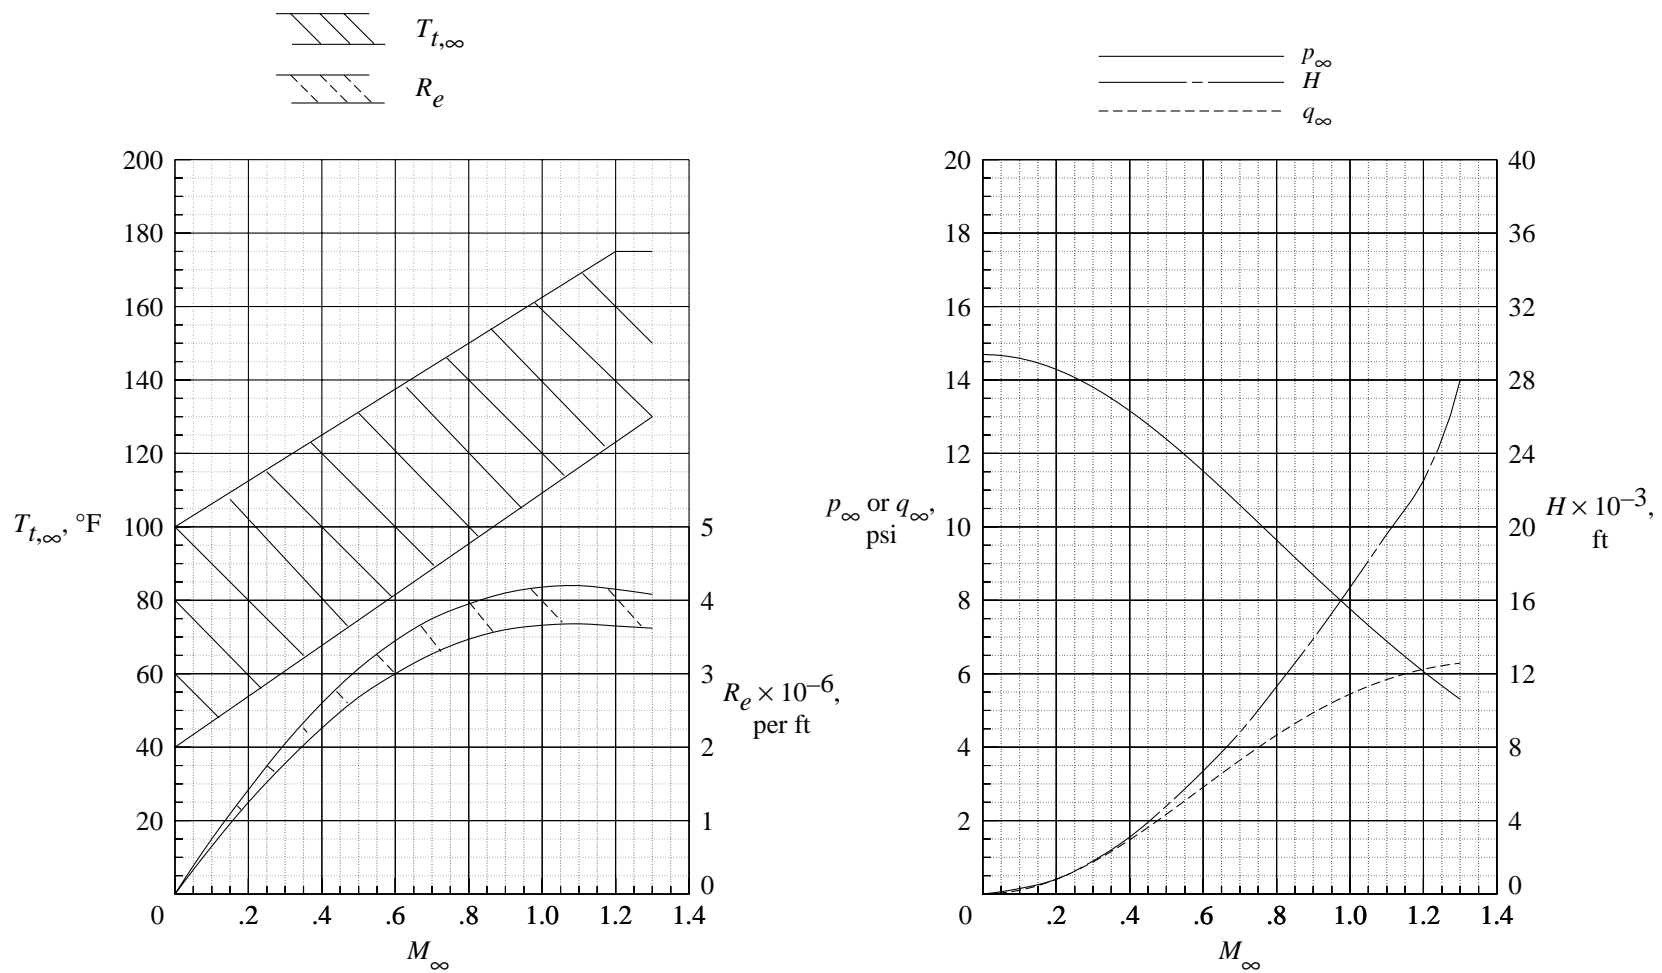 T_t,∞
R_e
200
180
160
140
120
100
80
60
40
20
T_t,∞, °F
5
4
3
2
1
0
R_e × 10^−6,
per ft
0 .2 .4 .6 .8 1.0 1.2 1.4
M_∞
p_∞
H
q_∞
20
18
16
14
12
10
8
6
4
2
p_∞ or q_∞,
psi
40
36
32
28
24
20
16
12
8
4
0
H × 10^−3,
ft
0 .2 .4 .6 .8 1.0 1.2 1.4
M_∞